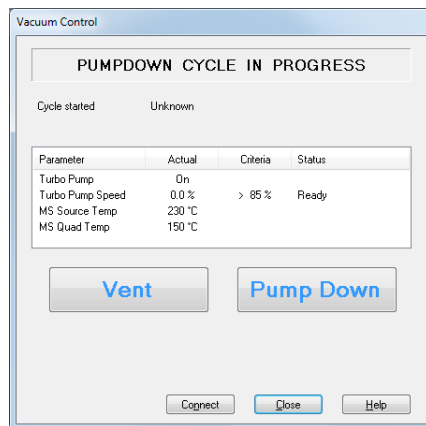 Vacuum Control
PUMPDOWN CYCLE IN PROGRESS
Cycle started Unknown
Parameter Actual Criteria Status
Turbo Pump On
Turbo Pump Speed 0.0 % > 85 % Ready
MS Source Temp 230 °C
MS Quad Temp 150 °C
Vent Pump Down
Connect Close Help